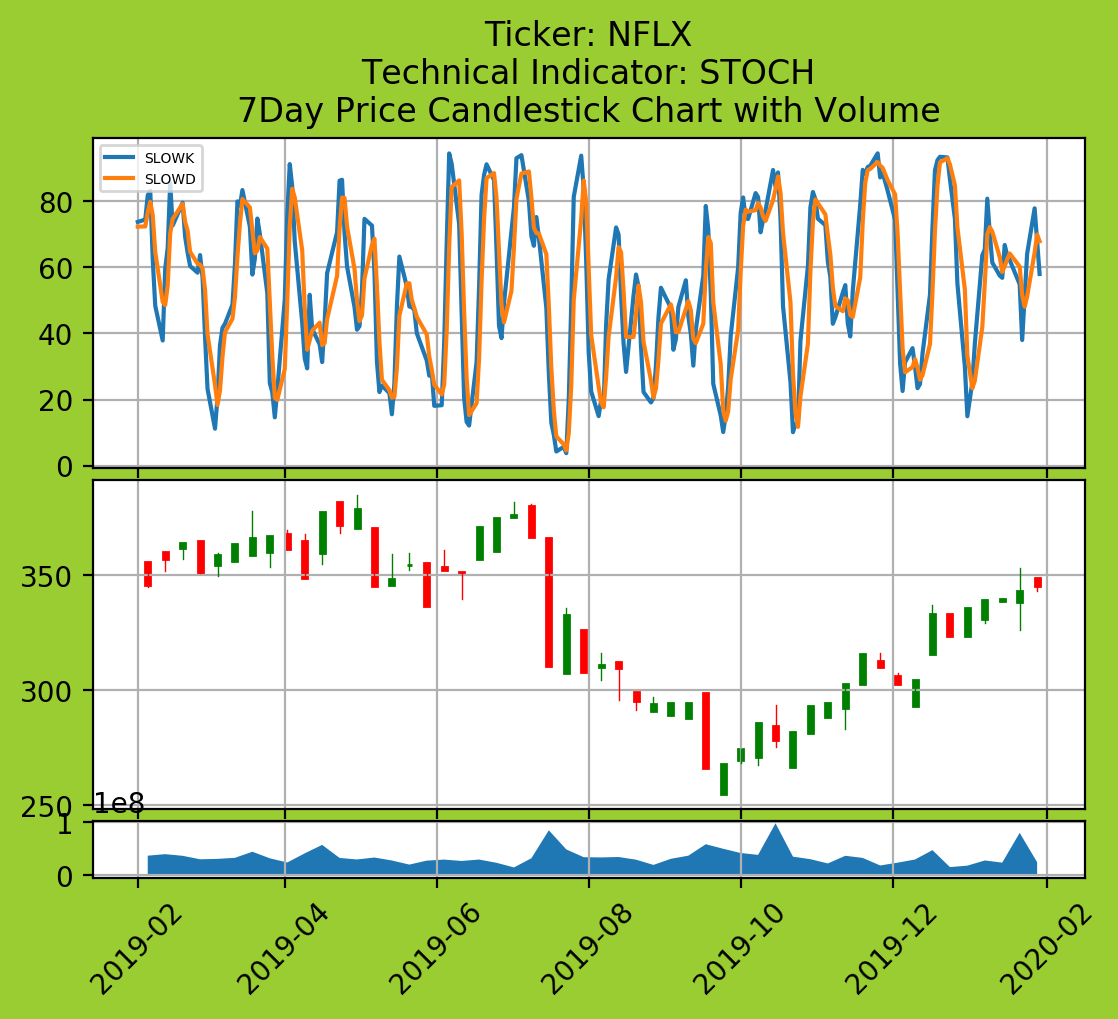 Ticker: NFLX
Technical Indicator: STOCH
7Day Price Candlestick Chart with Volume
SLOWK
SLOWD
80
60
40
20
0
350
300
250
1e8
1
0
2019-02
2019-04
2019-06
2019-08
2019-10
2019-12
2020-02